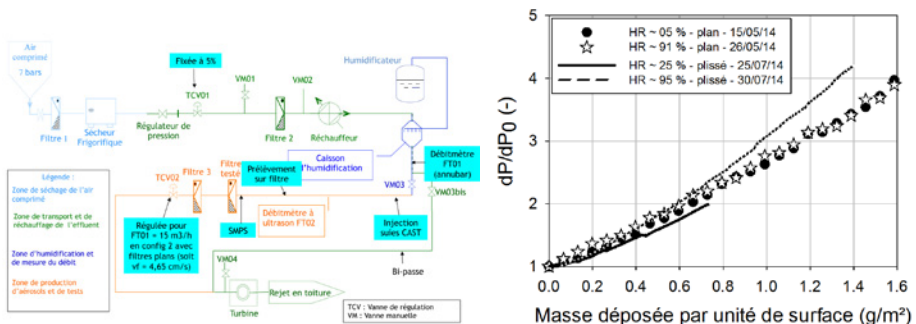 Air
comprimé
7 bars
Filtre 1
Sécheur
Frigorifique
Régulateur de
pression
Fixée à 5%
TCV01
VM01
VM02
Filtre 2
Réchauffeur
Humidificateur
Caisson
d'humidification
Débitmètre
FT01
(annubar)
VM03
VM03bis
Injection
suies CAST
Bi-passe
TCV02
Filtre 3
Filtre
testé
Prélèvement
sur filtre
SMPS
Débitmètre à
ultrason FT02
Régulée pour
FT01 = 15 m3/h
en config 2 avec
filtres plans (soit
vf = 4,65 cm/s)
VM04
Turbine
Rejet en toiture
Légende :
Zone de séchage de l'air
comprimé
Zone de transport et de
réchauffage de l'effluent
Zone d'humidification et
de mesure du débit
Zone de production
d'aérosols et de tests
TCV : Vanne de régulation
VM : Vanne manuelle
HR ~ 05 % - plan - 15/05/14
HR ~ 91 % - plan - 26/05/14
HR ~ 25 % - plissé - 25/07/14
HR ~ 95 % - plissé - 30/07/14
dP/dP0 (-)
5
4
3
2
1
0.0 0.2 0.4 0.6 0.8 1.0 1.2 1.4 1.6
Masse déposée par unité de surface (g/m²)